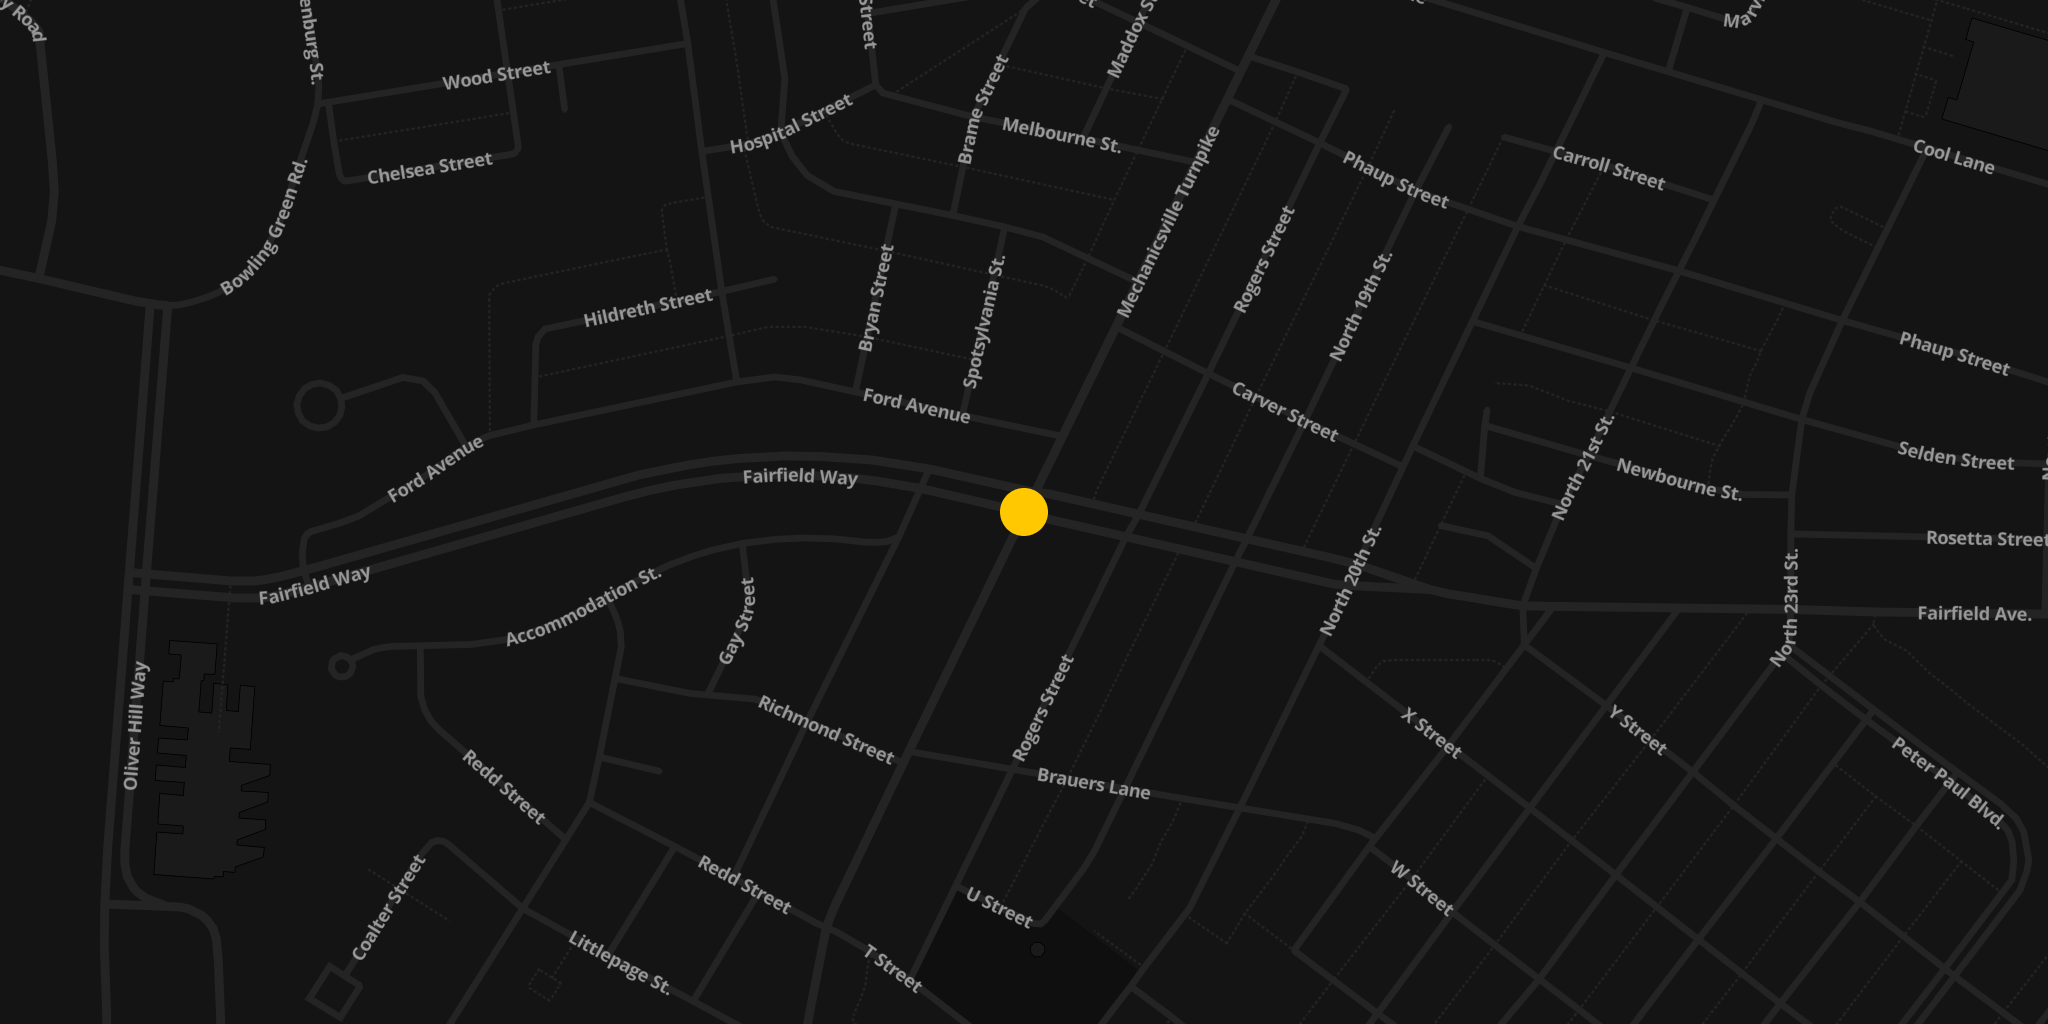 Road
enburg St.
Street
Maddox S
Wood Street
Brame Street
Hospital Street
Melbourne St.
Chelsea Street
Cool Lane
Carroll Street
Phaup Street
Bowling Green Rd.
Mechanicsville Turnpike
Rogers Street
North 19th St.
Bryan Street
Spotsylvania St.
Hildreth Street
Phaup Street
Ford Avenue
Carver Street
Ford Avenue
Selden Street
North 21st St.
Newbourne St.
Fairfield Way
Rosetta Street
North 20th St.
North 23rd St.
Fairfield Way
Accommodation St.
Gay Street
Fairfield Ave.
Oliver Hill Way
Rogers Street
Richmond Street
X Street
Y Street
Peter Paul Blvd.
Redd Street
Brauers Lane
Redd Street
W Street
Coalter Street
U Street
Littlepage St.
T Street